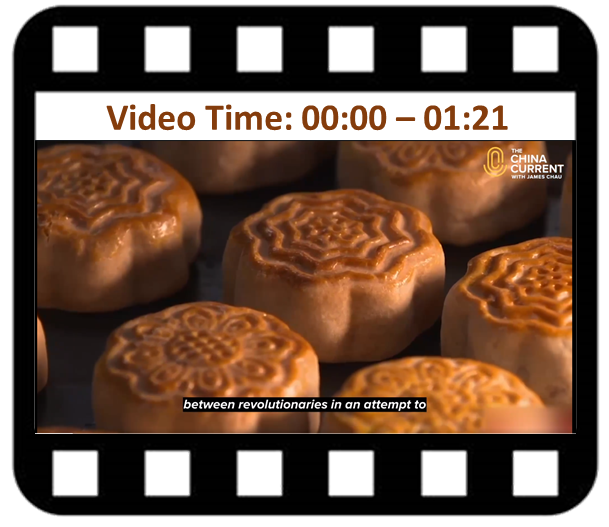 Video Time: 00:00 – 01:21
THE
CHINA
CURRENT
WITH JAMES CHAU
between revolutionaries in an attempt to